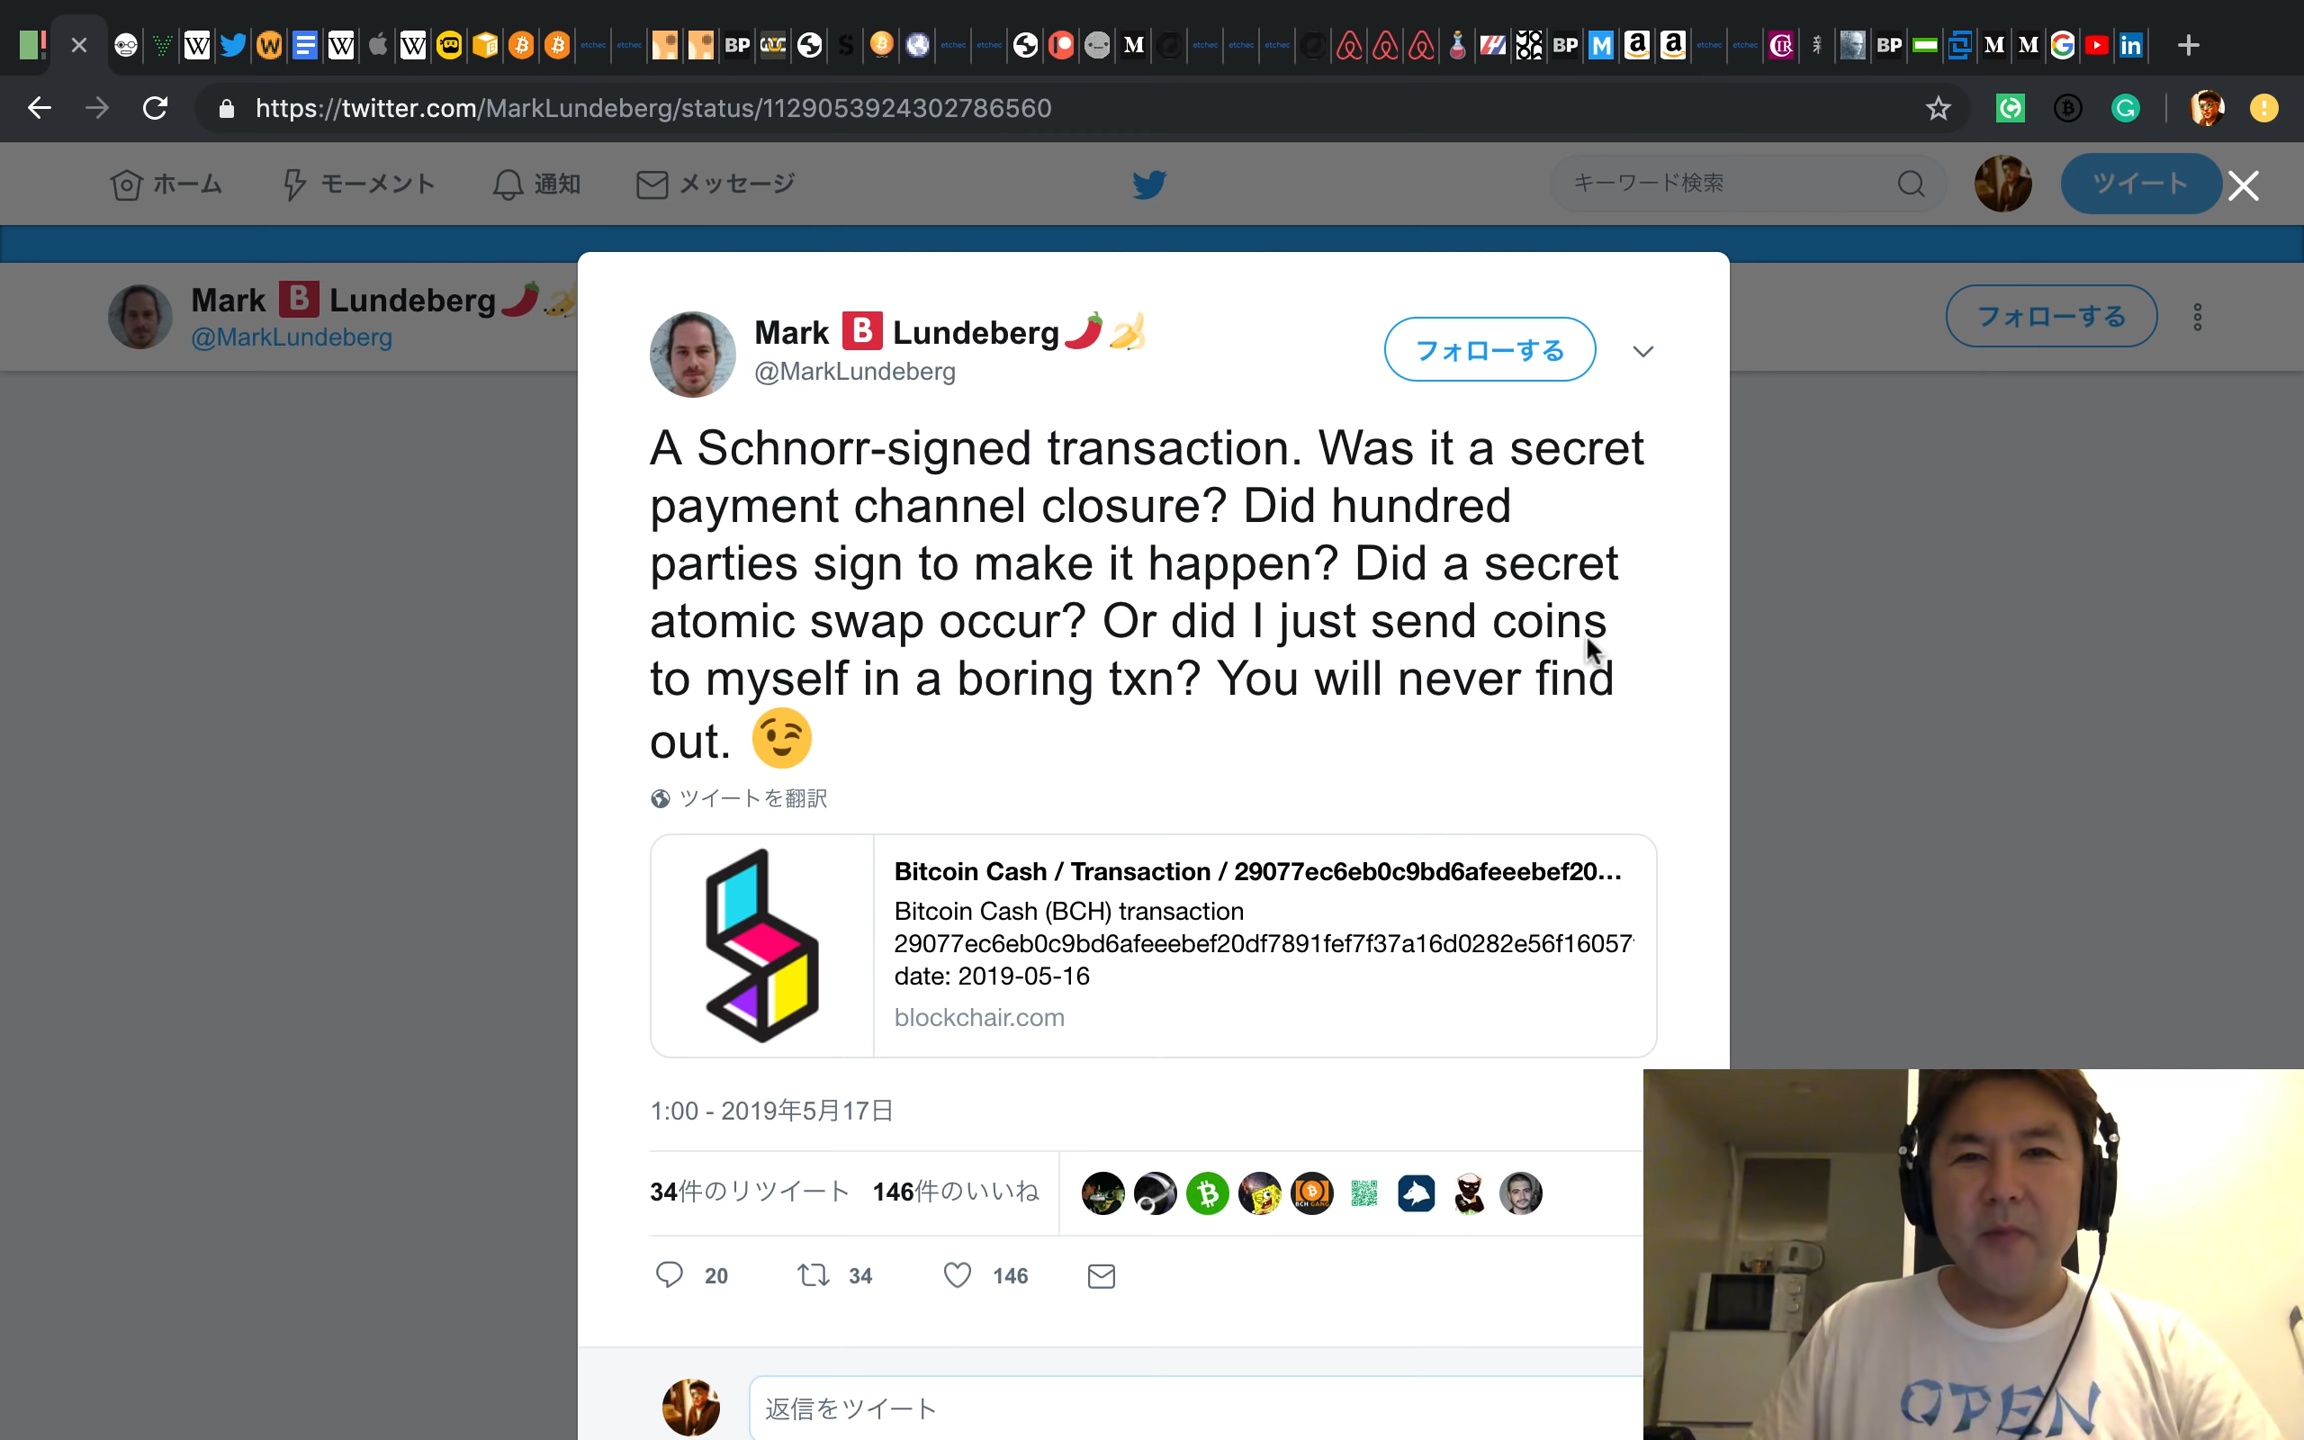 https://twitter.com/MarkLundeberg/status/1129053924302786560
ホーム
モーメント
通知
メッセージ
キーワード検索
ツイート
Mark B Lundeberg🌶️🍌
@MarkLundeberg
フォローする
Mark B Lundeberg🌶️🍌
@MarkLundeberg
フォローする
A Schnorr-signed transaction. Was it a secret
payment channel closure? Did hundred
parties sign to make it happen? Did a secret
atomic swap occur? Or did I just send coins
to myself in a boring txn? You will never find
out. 😉
ツイートを翻訳
Bitcoin Cash / Transaction / 29077ec6eb0c9bd6afeeebef20...
Bitcoin Cash (BCH) transaction
29077ec6eb0c9bd6afeeebef20df7891fef7f37a16d0282e56f16057
date: 2019-05-16
blockchair.com
1:00 - 2019年5月17日
34件のリツイート 146件のいいね
20 34 146
返信をツイート
OPEN